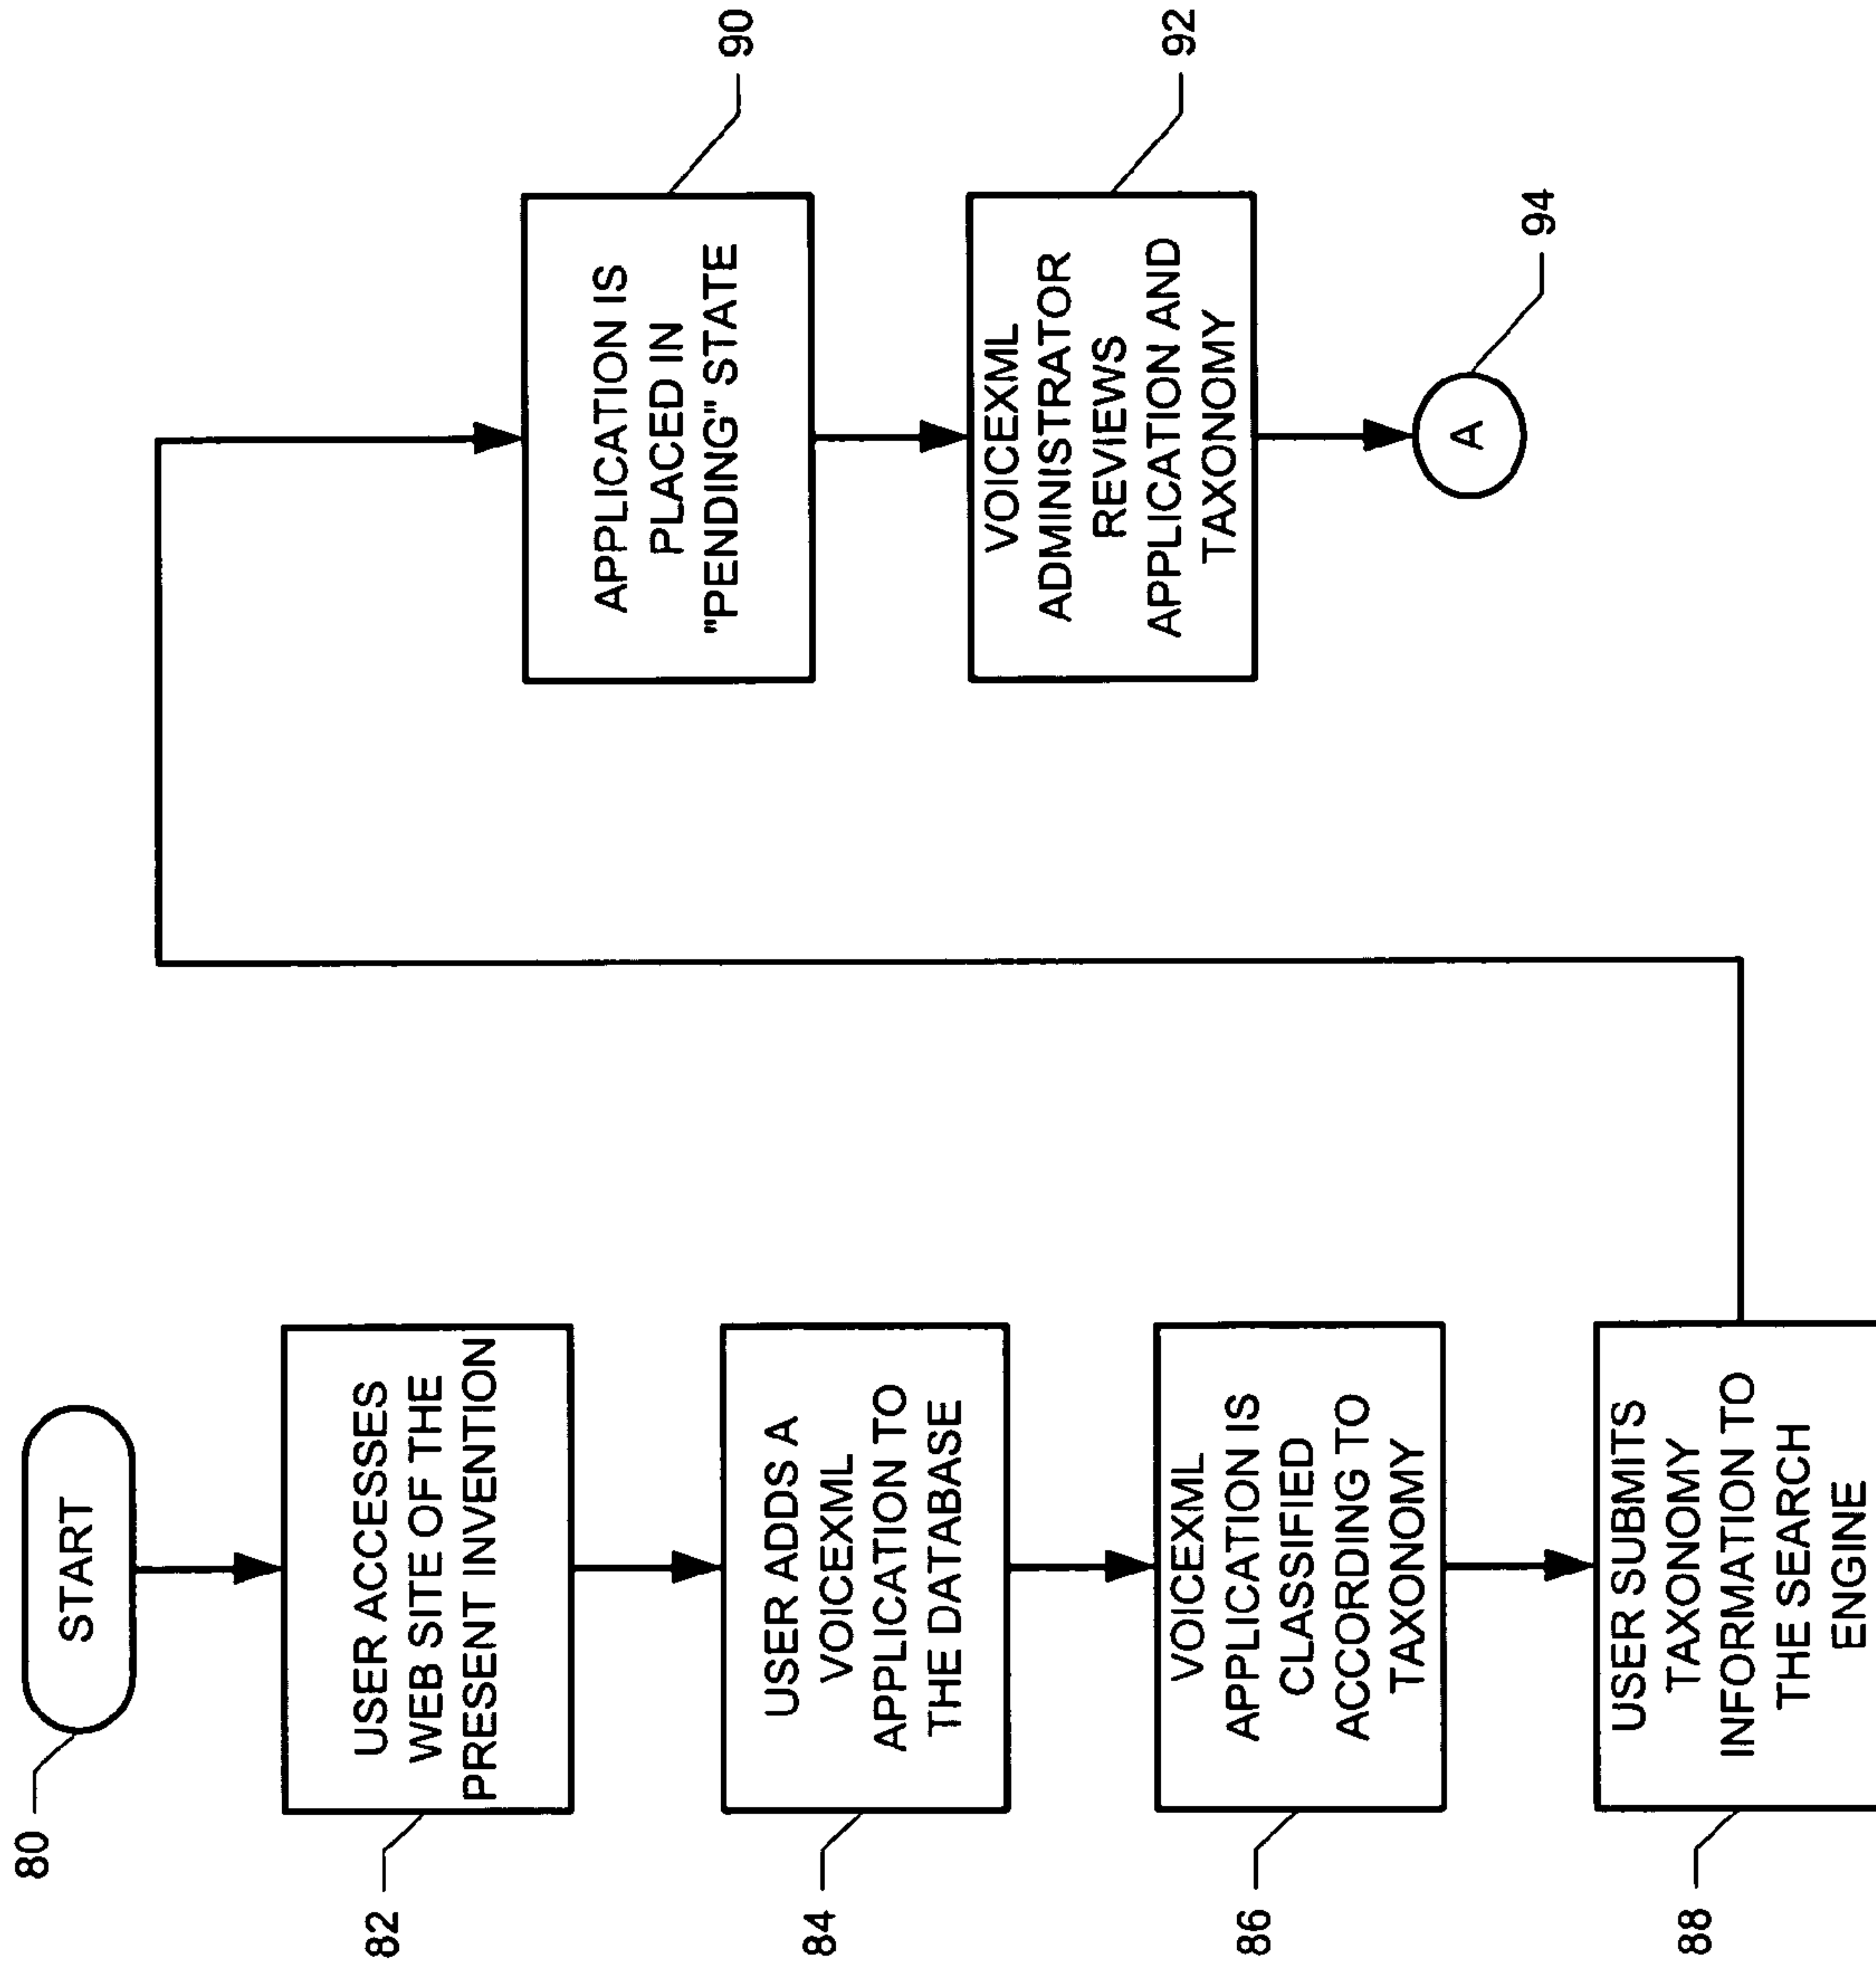 80
START
82
USER ACCESSES
WEB SITE OF THE
PRESENT INVENTION
84
USER ADDS A
VOICEXML
APPLICATION TO
THE DATABASE
86
VOICEXML
APPLICATION IS
CLASSIFIED
ACCORDING TO
TAXONOMY
88
USER SUBMITS
TAXONOMY
INFORMATION TO
THE SEARCH
ENGINE
APPLICATION IS
PLACED IN
"PENDING" STATE
90
VOICEXML
ADMINISTRATOR
REVIEWS
APPLICATION AND
TAXONOMY
92
A
94